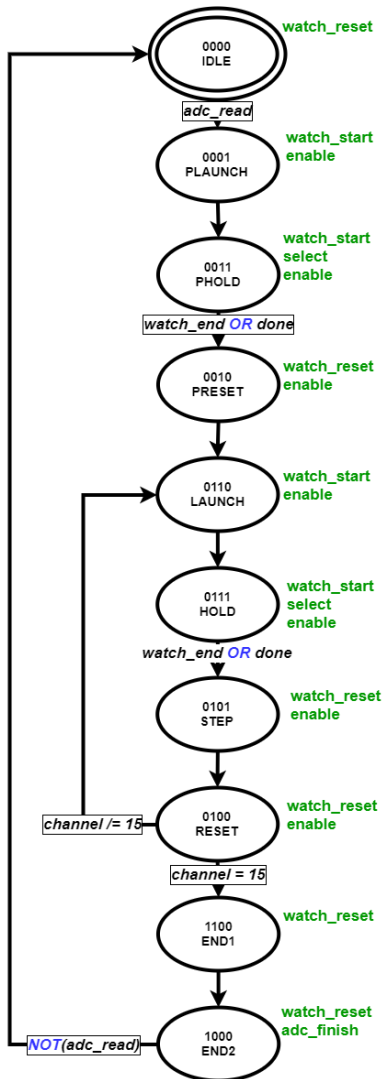 watch_reset
0000
IDLE
adc_read
watch_start
enable
0001
PLAUNCH
watch_start
select
enable
0011
PHOLD
watch_end OR done
watch_reset
enable
0010
PRESET
watch_start
enable
0110
LAUNCH
watch_start
select
enable
0111
HOLD
watch_end OR done
watch_reset
enable
0101
STEP
watch_reset
enable
0100
RESET
channel /= 15
channel = 15
watch_reset
1100
END1
watch_reset
adc_finish
1000
END2
NOT(adc_read)